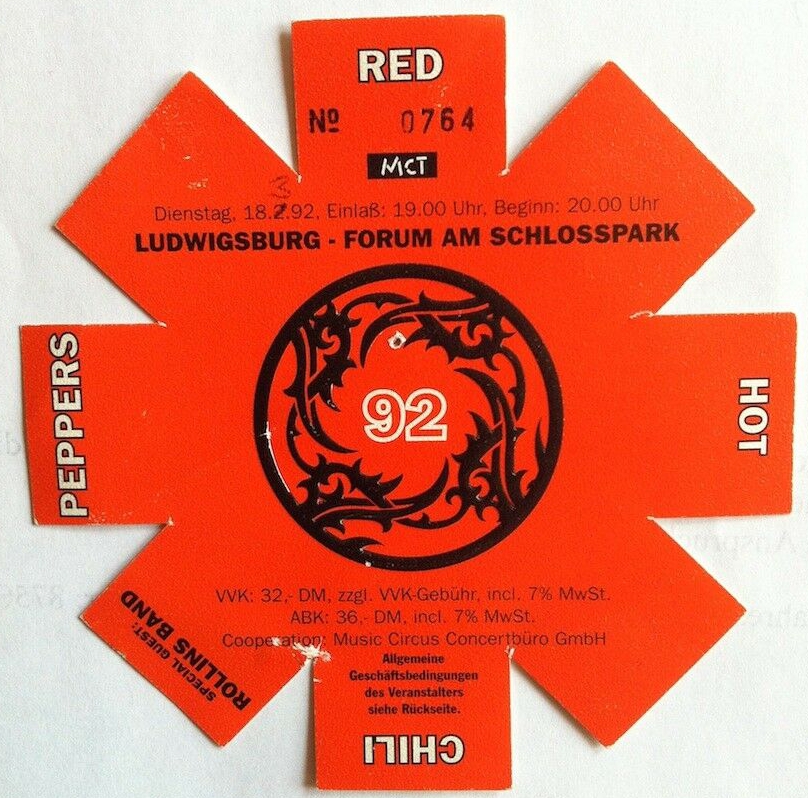 RED
Nº 0764
MCT
3
Dienstag, 18.2.92, Einlaß: 19.00 Uhr, Beginn: 20.00 Uhr
LUDWIGSBURG - FORUM AM SCHLOSSPARK
PEPPERS
92
HOT
VVK: 32,- DM, zzgl. VVK-Gebühr, incl. 7% MwSt.
ABK: 36,- DM, incl. 7% MwSt.
Cooperation: Music Circus Concertbüro GmbH
SPECIAL GUEST:
ROLLINS BAND
Allgemeine
Geschäftsbedingungen
des Veranstalters
siehe Rückseite.
CHILI